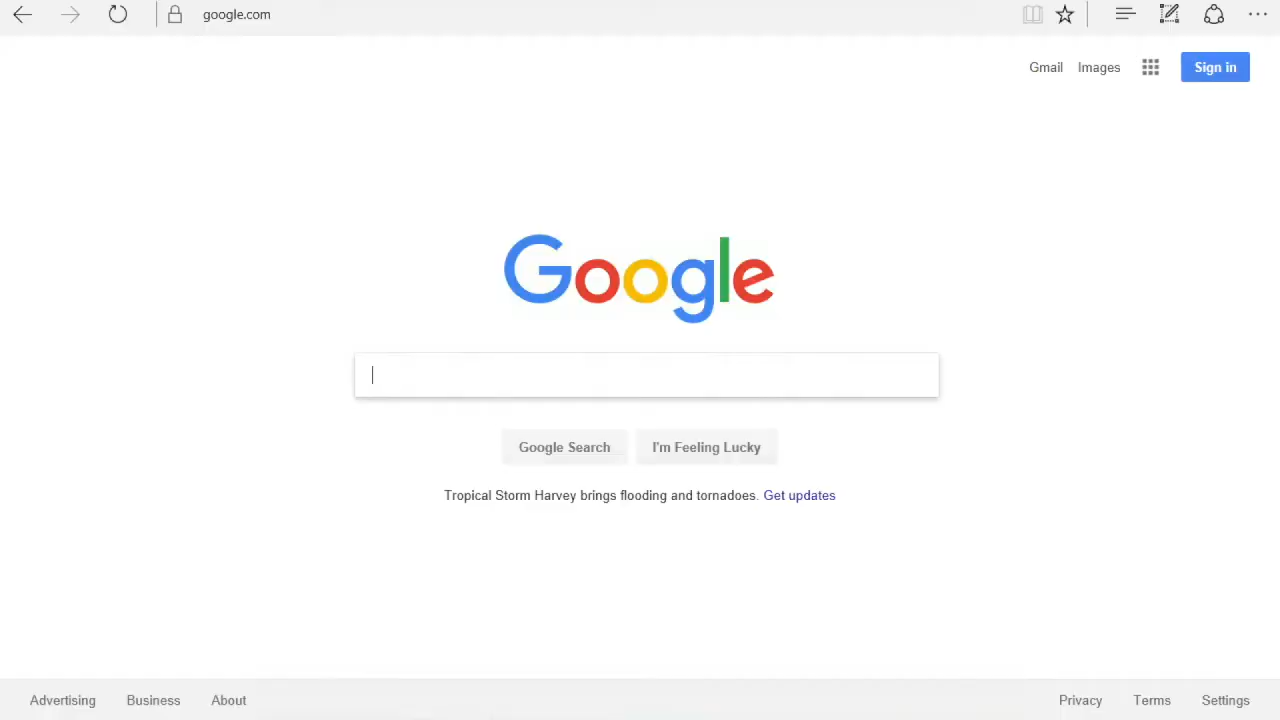 google.com
Gmail Images Sign in
Google
Google Search I'm Feeling Lucky
Tropical Storm Harvey brings flooding and tornadoes. Get updates
Advertising Business About Privacy Terms Settings